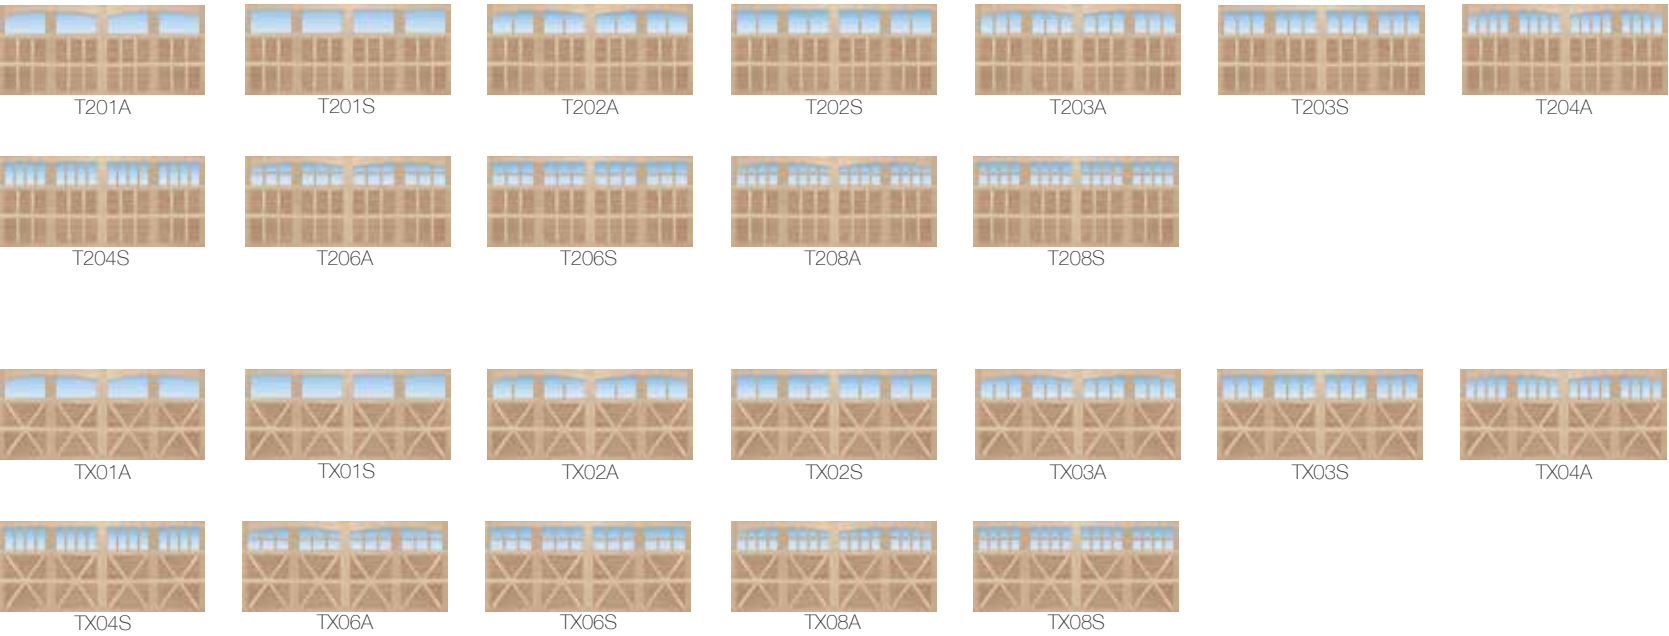 T201A T201S T202A T202S T203A T203S T204A
T204S T206A T206S T208A T208S
TX01A TX01S TX02A TX02S TX03A TX03S TX04A
TX04S TX06A TX06S TX08A TX08S